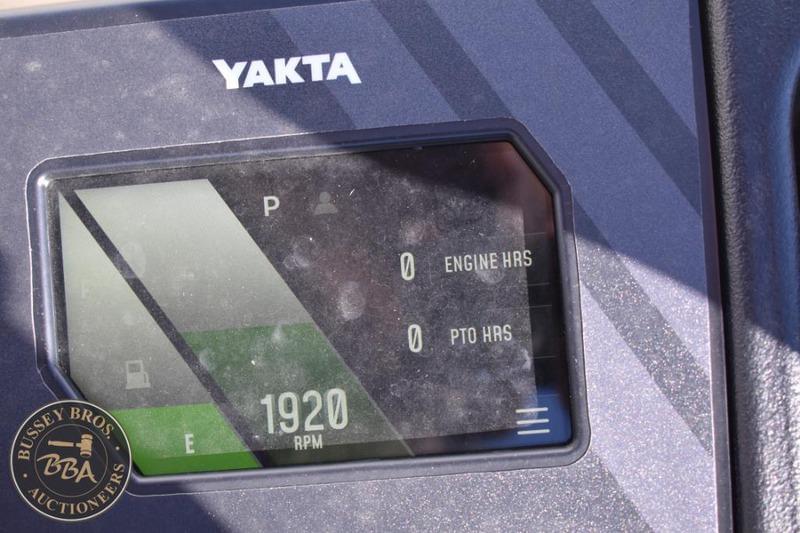 YAKTA
P
0 ENGINE HRS
0 PTO HRS
1920
RPM
E
BUSSEY BROS.
BBA
AUCTIONEERS